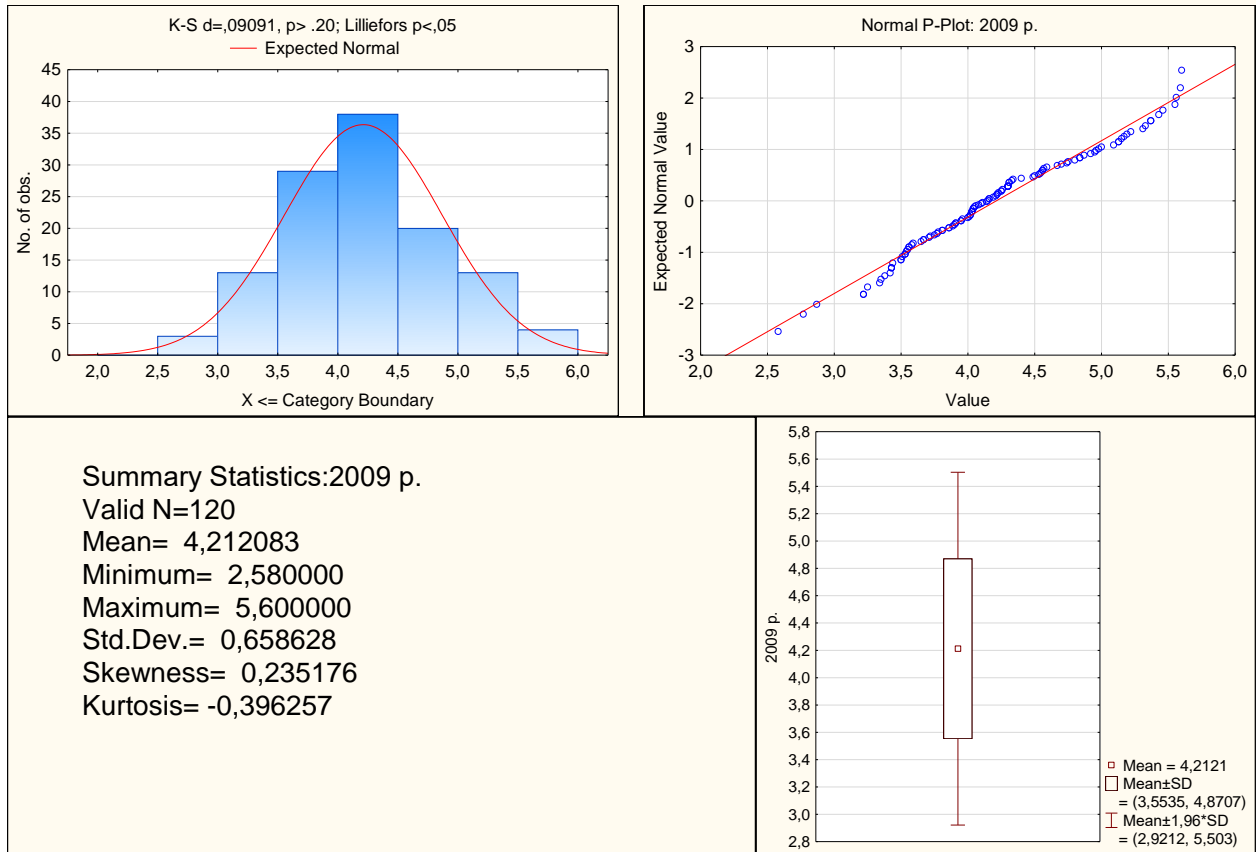 K-S d=,09091, p> .20; Lilliefors p<,05
Expected Normal
No. of obs.
45
40
35
30
25
20
15
10
5
0
2,0 2,5 3,0 3,5 4,0 4,5 5,0 5,5 6,0
X <= Category Boundary
Normal P-Plot: 2009 р.
Expected Normal Value
3
2
1
0
-1
-2
-3
2,0 2,5 3,0 3,5 4,0 4,5 5,0 5,5 6,0
Value
Summary Statistics:2009 р.
Valid N=120
Mean= 4,212083
Minimum= 2,580000
Maximum= 5,600000
Std.Dev.= 0,658628
Skewness= 0,235176
Kurtosis= -0,396257
2009 р.
5,8
5,6
5,4
5,2
5,0
4,8
4,6
4,4
4,2
4,0
3,8
3,6
3,4
3,2
3,0
2,8
Mean = 4,2121
Mean±SD
= (3,5535, 4,8707)
Mean±1,96*SD
= (2,9212, 5,503)